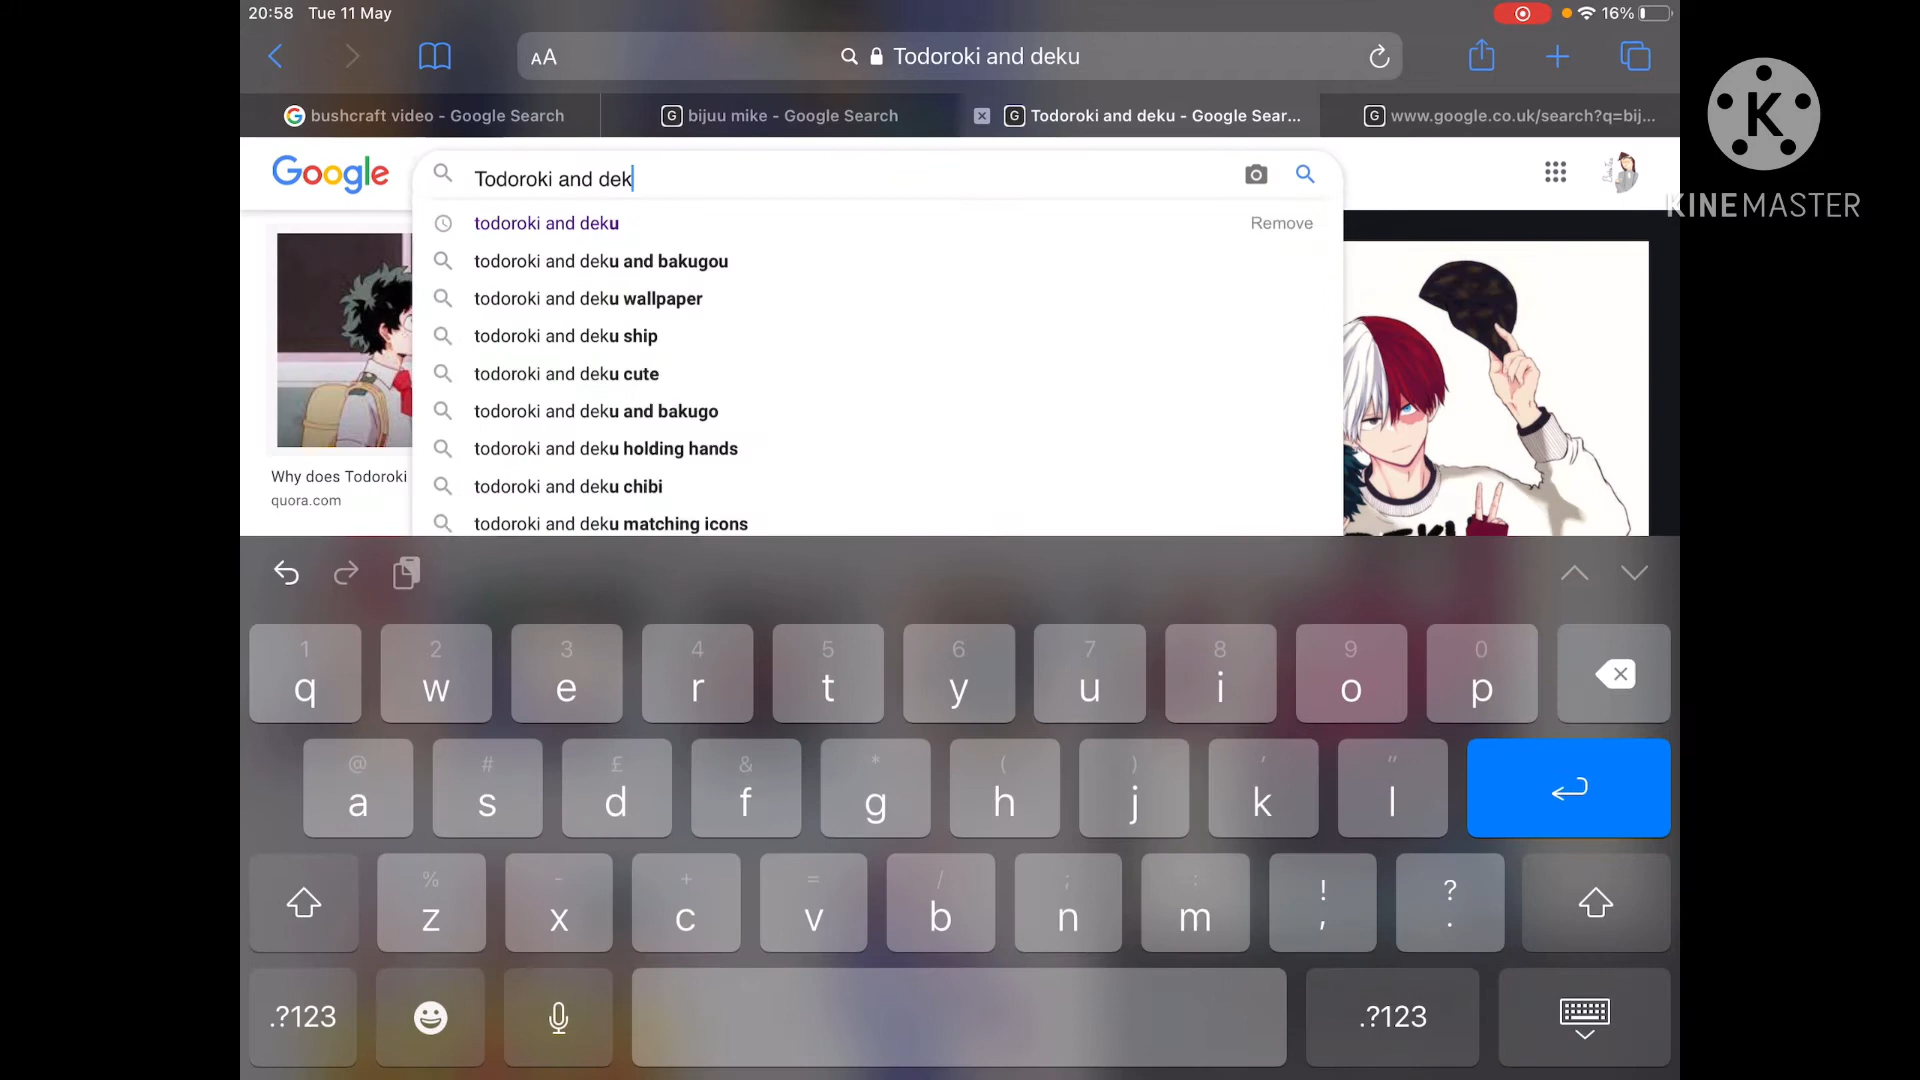 20:58 Tue 11 May
16%
AA
Todoroki and deku
bushcraft video - Google Search
bijuu mike - Google Search
Todoroki and deku - Google Sear...
www.google.co.uk/search?q=bij...
K
KINEMASTER
Google
Todoroki and dek
todoroki and deku
Remove
todoroki and deku and bakugou
todoroki and deku wallpaper
todoroki and deku ship
todoroki and deku cute
todoroki and deku and bakugo
todoroki and deku holding hands
todoroki and deku chibi
todoroki and deku matching icons
Why does Todoroki
quora.com
1 2 3 4 5 6 7 8 9 0
q w e r t y u i o p
@ # £ & * ( ) ' "
a s d f g h j k l
% - + = / ; : ! ?
z x c v b n m , .
.?123 .?123